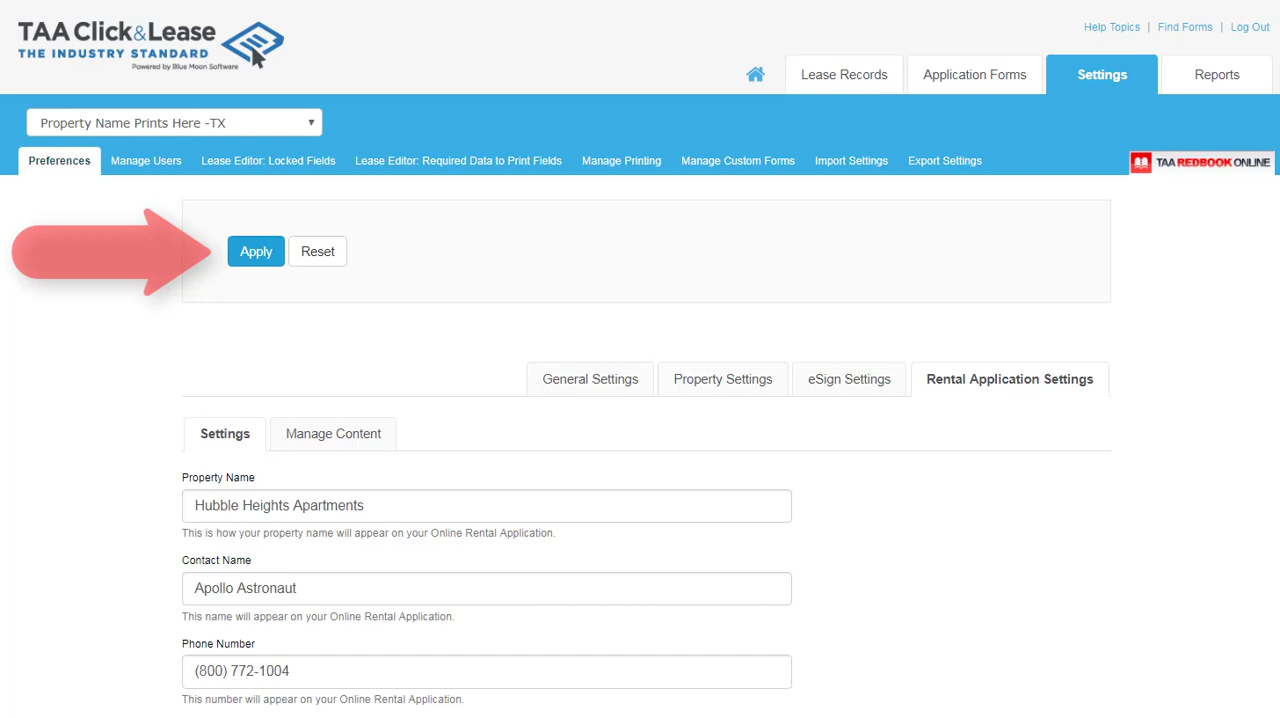 TAA Click&Lease
THE INDUSTRY STANDARD
Powered by Blue Moon Software
Help Topics | Find Forms | Log Out
Lease Records
Application Forms
Settings
Reports
Property Name Prints Here -TX
Preferences
Manage Users
Lease Editor: Locked Fields
Lease Editor: Required Data to Print Fields
Manage Printing
Manage Custom Forms
Import Settings
Export Settings
TAA REDBOOK ONLINE
Apply
Reset
General Settings
Property Settings
eSign Settings
Rental Application Settings
Settings
Manage Content
Property Name
Hubble Heights Apartments
This is how your property name will appear on your Online Rental Application.
Contact Name
Apollo Astronaut
This name will appear on your Online Rental Application.
Phone Number
(800) 772-1004
This number will appear on your Online Rental Application.